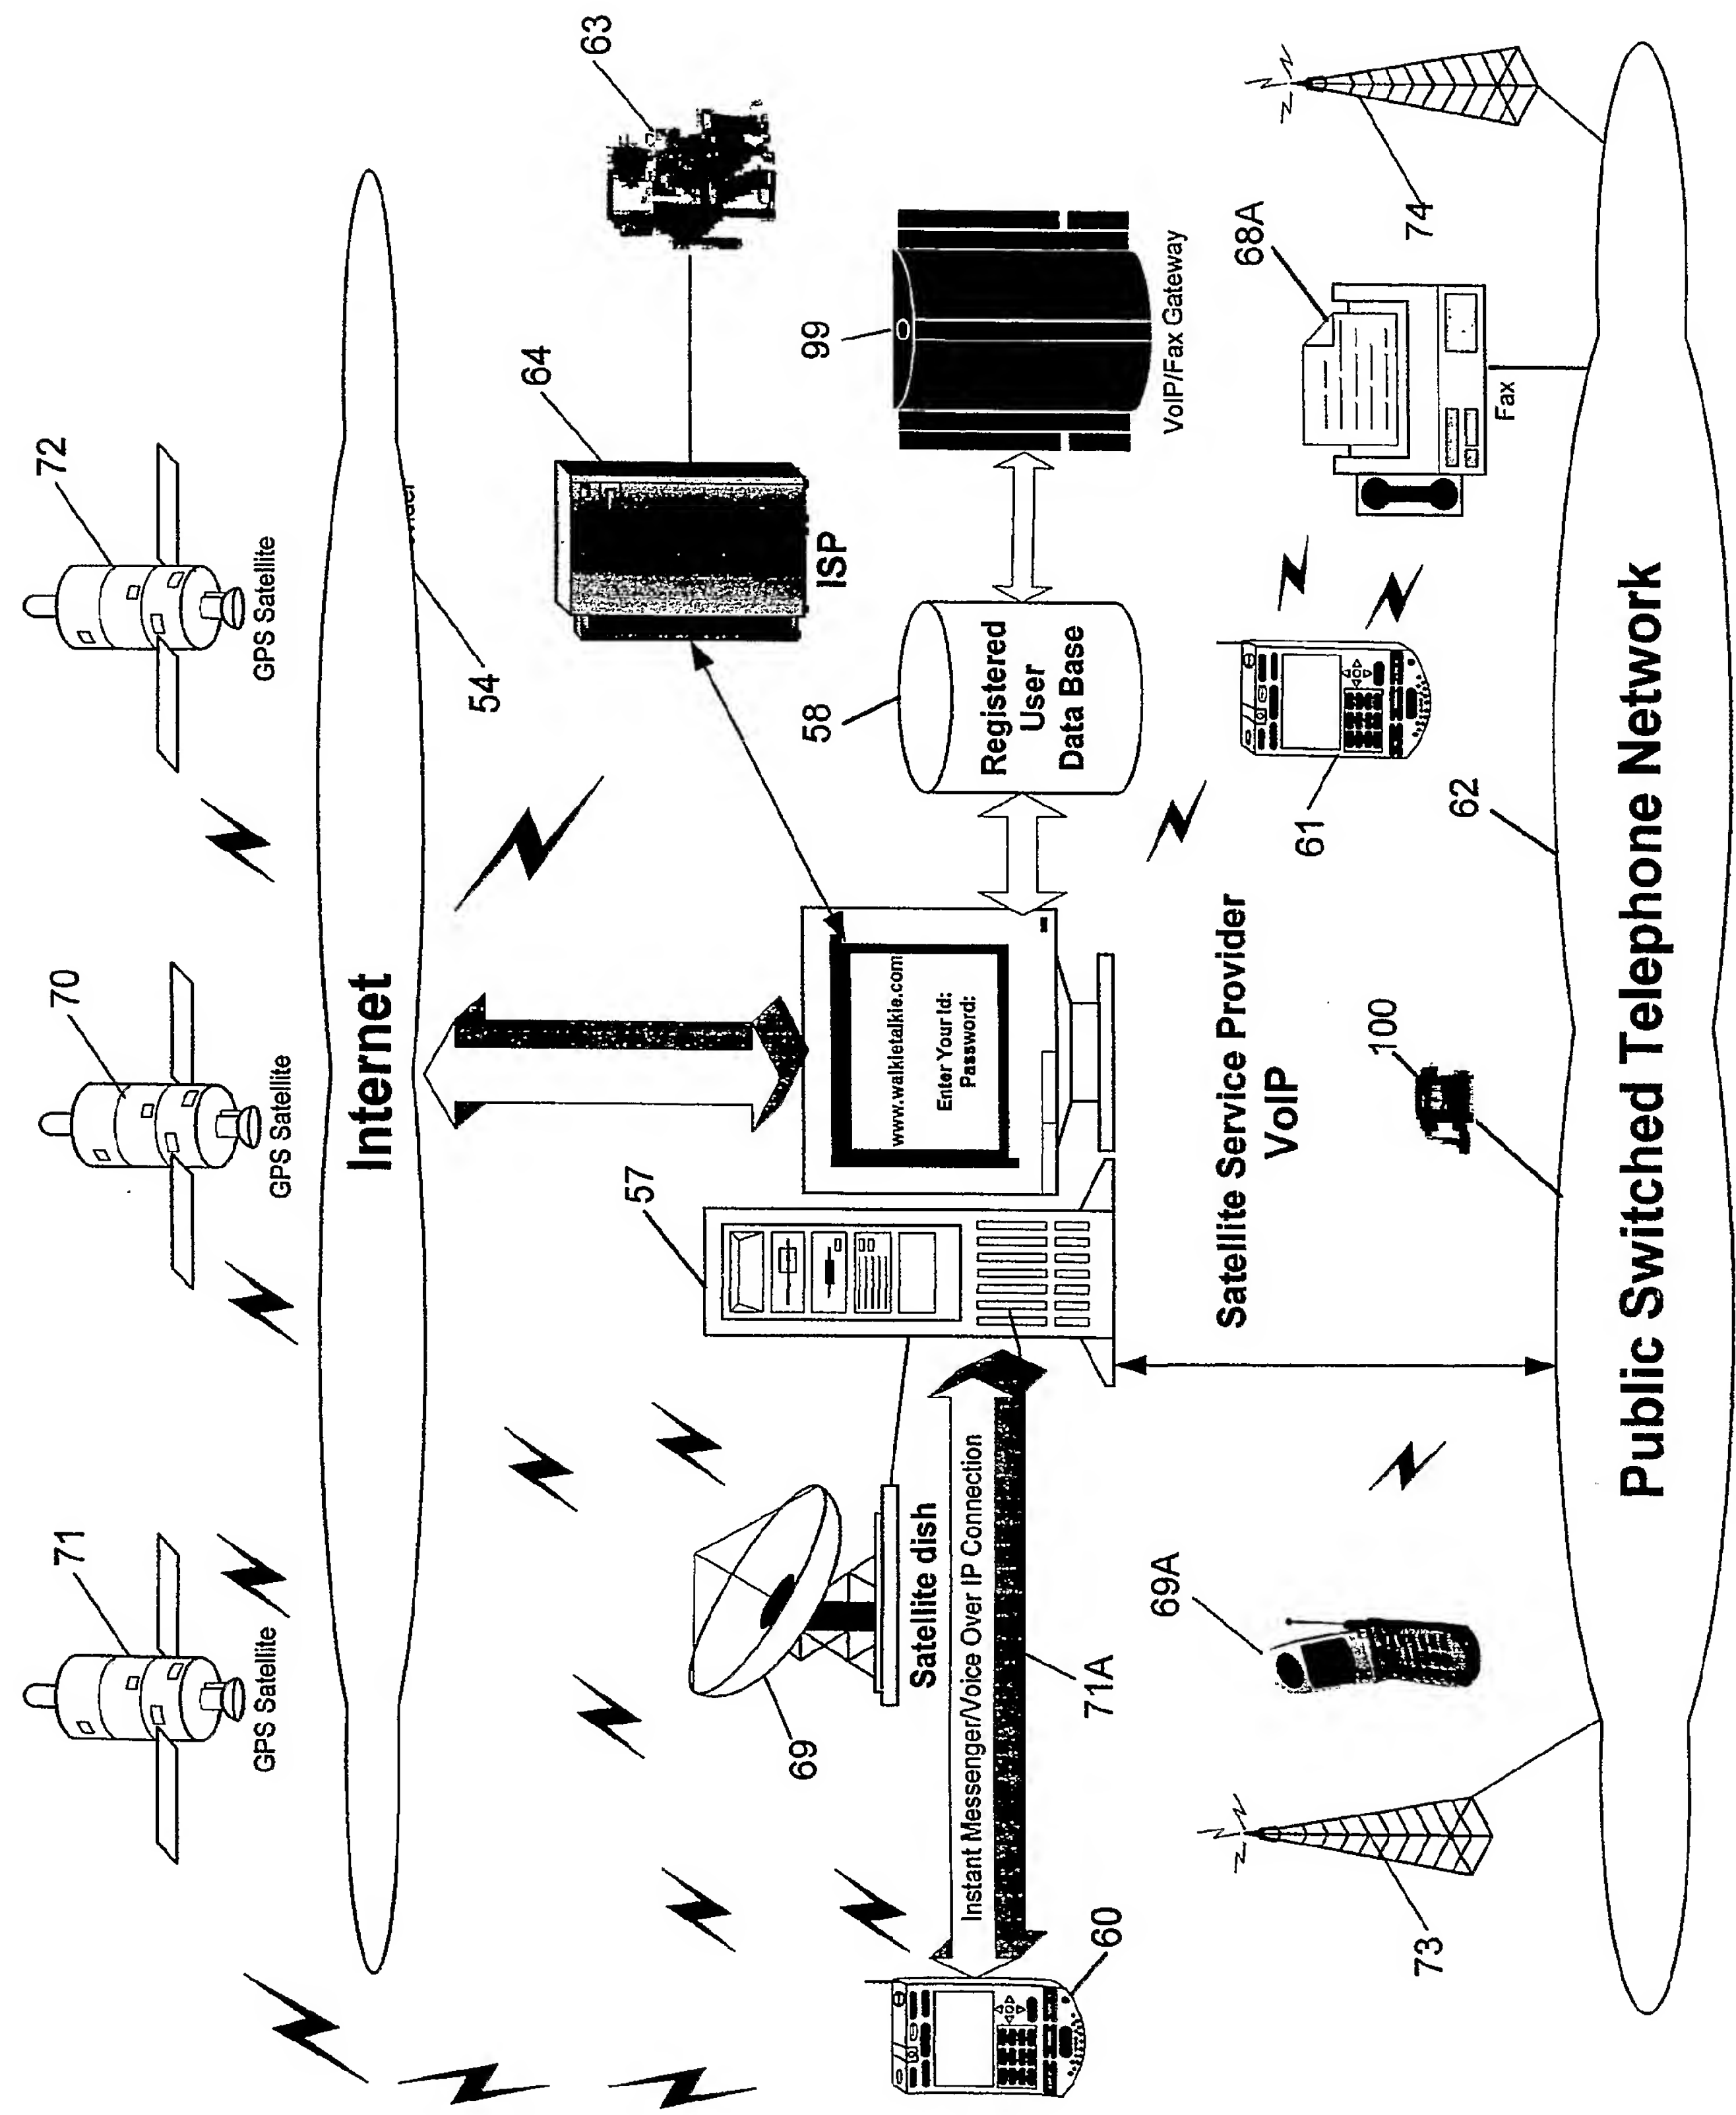 71
70
72
GPS Satellite
GPS Satellite
GPS Satellite
Internet
54
63
64
57
ISP
69
Satellite dish
www.walkietalkie.com
Enter Your Id:
Password:
58
Registered
User
Data Base
99
VoIP/Fax Gateway
Instant Messenger/Voice Over IP Connection
71A
60
Satellite Service Provider
VoIP
69A
61
68A
Fax
73
100
62
74
Public Switched Telephone Network